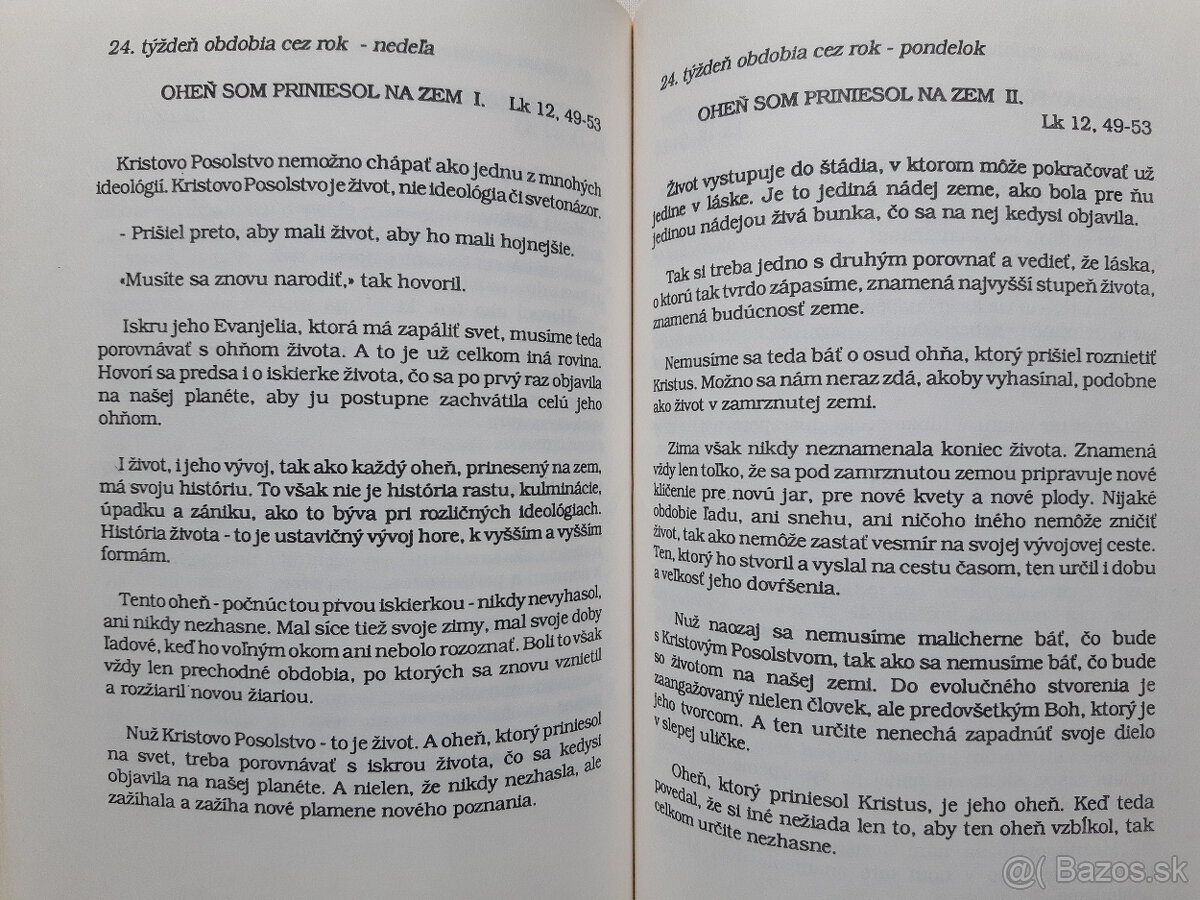 24. týždeň obdobia cez rok - nedeľa
OHEŇ SOM PRINIESOL NA ZEM I. Lk 12, 49-53
Kristovo Posolstvo nemožno chápať ako jednu z mnohých
ideológií. Kristovo Posolstvo je život, nie ideológia či svetonázor.
- Prišiel preto, aby mali život, aby ho mali hojnejšie.
«Musíte sa znovu narodiť,» tak hovoril.
Iskru jeho Evanjelia, ktorá má zapáliť svet, musíme teda
porovnávať s ohňom života. A to je už celkom iná rovina.
Hovorí sa predsa i o iskierke života, čo sa po prvý raz objavila
na našej planéte, aby ju postupne zachvátila celú jeho
ohňom.
I život, i jeho vývoj, tak ako každý oheň, prinesený na zem,
má svoju históriu. To však nie je história rastu, kulminácie,
úpadku a zániku, ako to býva pri rozličných ideológiach.
História života - to je ustavičný vývoj hore, k vyšším a vyšším
formám.
Tento oheň - počnúc tou pŕvou iskierkou - nikdy nevyhasol,
ani nikdy nezhasne. Mal síce tiež svoje zimy, mal svoje doby
ľadové, keď ho voľným okom ani nebolo rozoznať. Boli to však
vždy len prechodné obdobia, po ktorých sa znovu vznietil
a rozžiaril novou žiariou.
Nuž Kristovo Posolstvo - to je život. A oheň, ktorý priniesol
na svet, treba porovnávať s iskrou života, čo sa kedysi
objavila na našej planéte. A nielen, že nikdy nezhasla, ale
zažíhala a zažíha nové plamene nového poznania.
24. týždeň obdobia cez rok - pondelok
OHEŇ SOM PRINIESOL NA ZEM II.
Lk 12, 49-53
Život vystupuje do štádia, v ktorom môže pokračovať už
jedine v láske. Je to jediná nádej zeme, ako bola pre ňu
jedinou nádejou živá bunka, čo sa na nej kedysi objavila.
Tak si treba jedno s druhým porovnať a vedieť, že láska,
o ktorú tak tvrdo zápasíme, znamená najvyšší stupeň života,
znamená budúcnosť zeme.
Nemusíme sa teda báť o osud ohňa, ktorý prišiel roznietiť
Kristus. Možno sa nám neraz zdá, akoby vyhasínal, podobne
ako život v zamrznutej zemi.
Zima však nikdy neznamenala koniec života. Znamená
vždy len toľko, že sa pod zamrznutou zemou pripravuje nové
klíčenie pre novú jar, pre nové kvety a nové plody. Nijaké
obdobie ľadu, ani snehu, ani ničoho iného nemôže zničiť
život, tak ako nemôže zastať vesmír na svojej vývojovej ceste.
Ten, ktorý ho stvoril a vyslal na cestu časom, ten určil i dobu
a veľkosť jeho dovŕšenia.
Nuž naozaj sa nemusíme malicherne báť, čo bude
s Kristovým Posolstvom, tak ako sa nemusíme báť, čo bude
so životom na našej zemi. Do evolučného stvorenia je
zaangažovaný nielen človek, ale predovšetkým Boh, ktorý je
jeho tvorcom. A ten určite nenechá zapadnúť svoje dielo
v slepej uličke.
Oheň, ktorý priniesol Kristus, je jeho oheň. Keď teda
povedal, že si iné nežiada len to, aby ten oheň vzbĺkol, tak
celkom určite nezhasne.
@( Bazos.sk